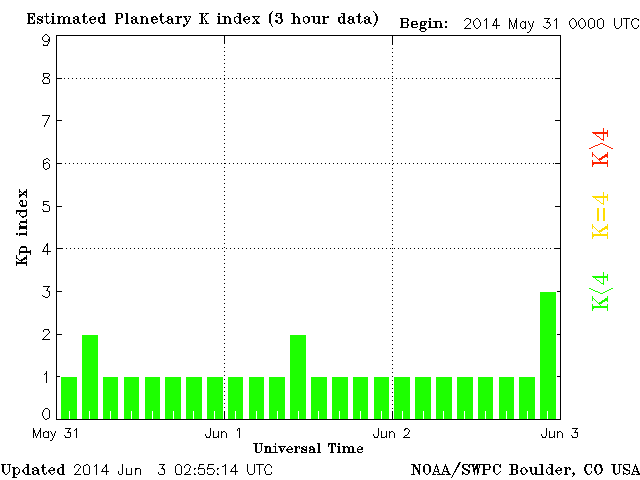 Estimated Planetary K index (3 hour data) Begin: 2014 May 31 0000 UTC
9
8
7
6
5
4
3
2
1
0
Kp index
May 31 Jun 1 Jun 2 Jun 3
Universal Time
K>4
K=4
K<4
Updated 2014 Jun 3 02:55:14 UTC NOAA/SWPC Boulder, CO USA